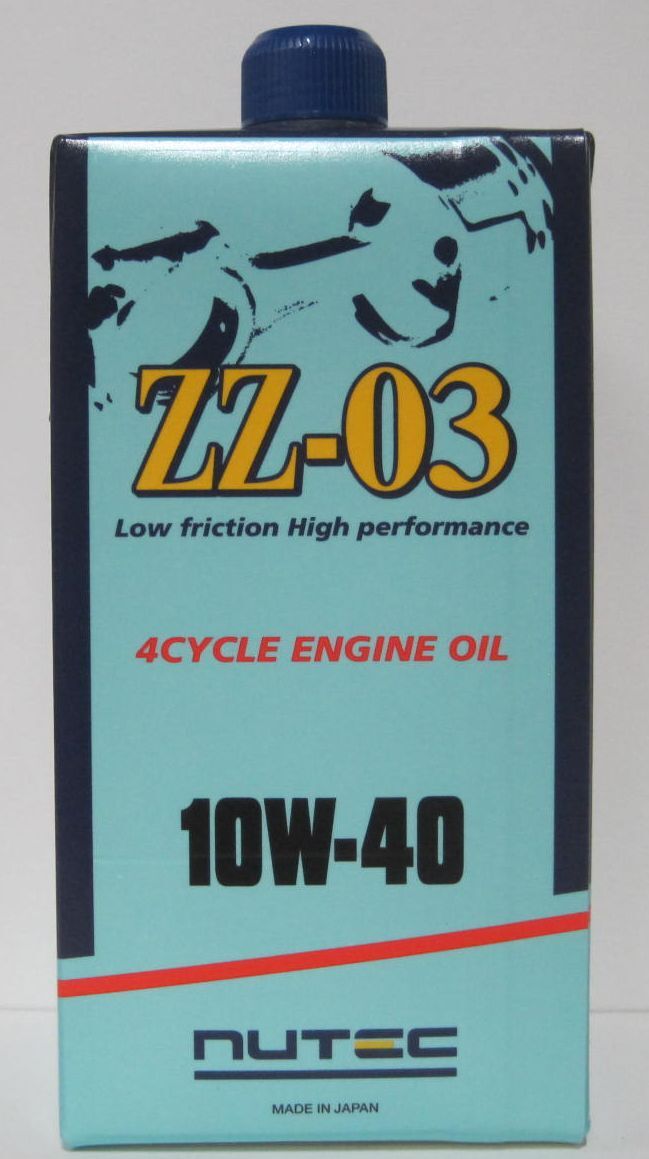 ZZ-03
Low friction High performance
4CYCLE ENGINE OIL
10W-40
NUTEC
MADE IN JAPAN